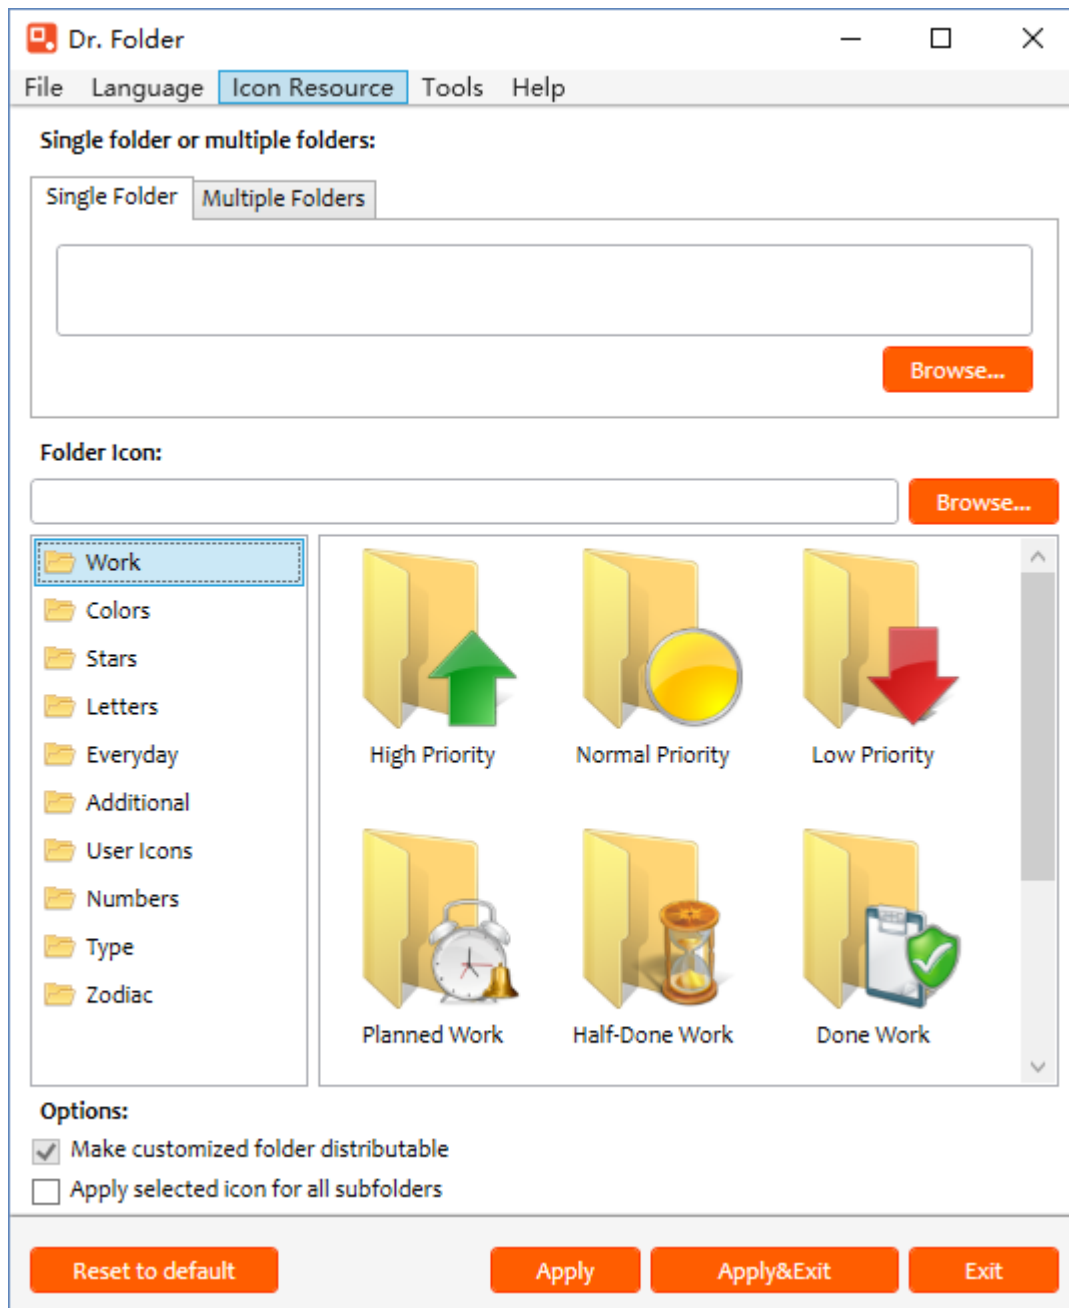 Dr. Folder
File Language Icon Resource Tools Help
Single folder or multiple folders:
Single Folder Multiple Folders
Browse...
Folder Icon:
Browse...
Work
Colors
Stars
Letters
Everyday
Additional
User Icons
Numbers
Type
Zodiac
High Priority Normal Priority Low Priority
Planned Work Half-Done Work Done Work
Options:
Make customized folder distributable
Apply selected icon for all subfolders
Reset to default Apply Apply&Exit Exit